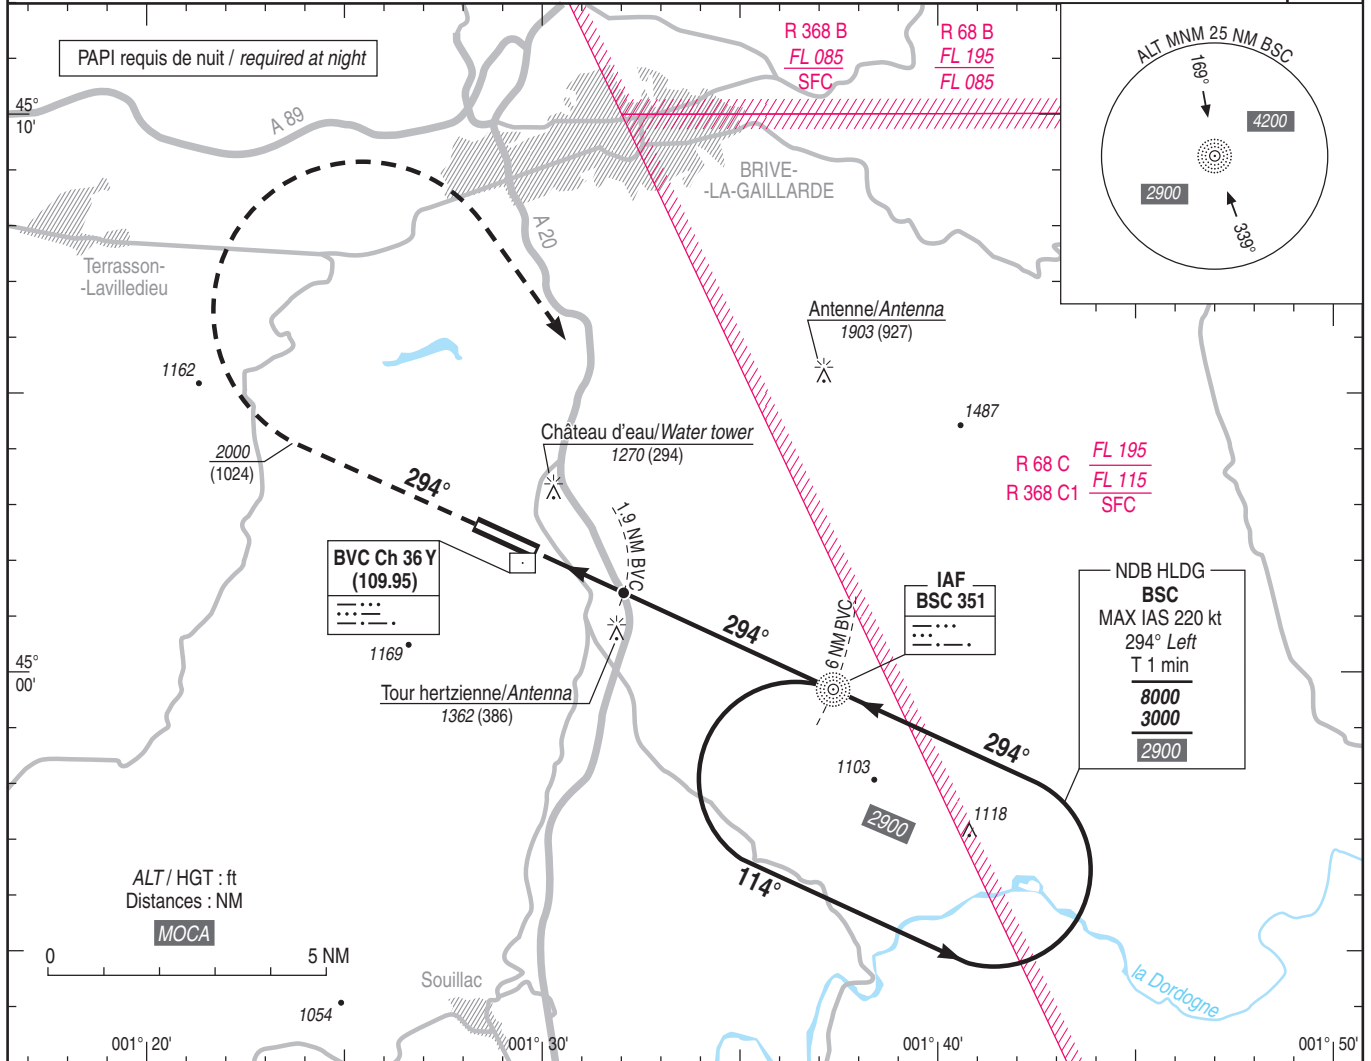 PAPI requis de nuit / required at night
R 368 B
FL 085
SFC
R 68 B
FL 195
FL 085
ALT MNM 25 NM BSC
169°
4200
2900
339°
45°
10'
A 89
BRIVE-
-LA-GAILLARDE
A 20
Terrasson-
-Lavilledieu
Antenne/Antenna
1903 (927)
1162
1487
Château d'eau/Water tower
1270 (294)
2000
(1024)
294°
R 68 C FL 195
R 368 C1 FL 115
SFC
1.9 NM BVC
BVC Ch 36 Y
(109.95)
IAF
BSC 351
NDB HLDG
BSC
MAX IAS 220 kt
294° Left
T 1 min
8000
3000
2900
294°
6 NM BVC
1169
45°
00'
Tour hertzienne/Antenna
1362 (386)
294°
1103
2900
1118
114°
ALT / HGT : ft
Distances : NM
MOCA
0 5 NM
Souillac
la Dordogne
1054
001°20'
001°30'
001°40'
001°50'